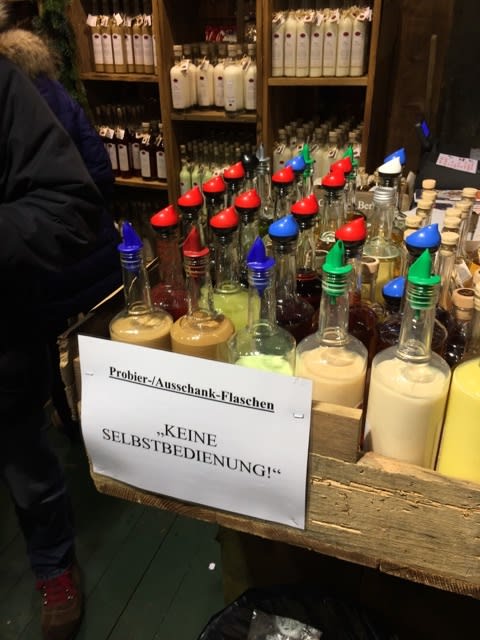 Probier-/Ausschank-Flaschen
„KEINE
SELBSTBEDIENUNG!“